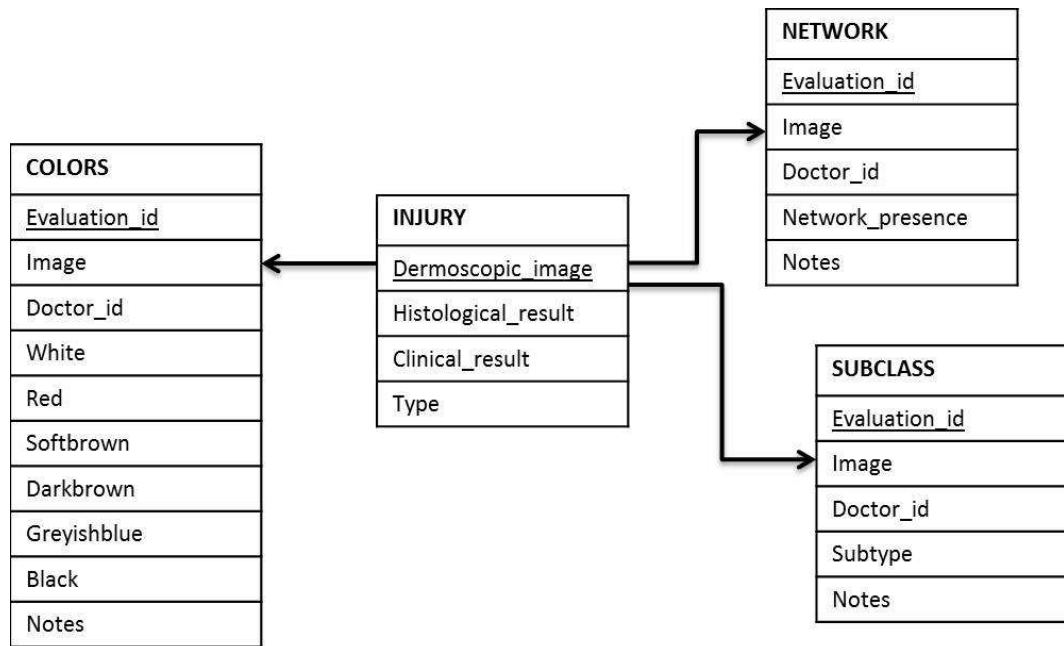 COLORS
Evaluation_id
Image
Doctor_id
White
Red
Softbrown
Darkbrown
Greyishblue
Black
Notes
INJURY
Dermoscopic_image
Histological_result
Clinical_result
Type
NETWORK
Evaluation_id
Image
Doctor_id
Network_presence
Notes
SUBCLASS
Evaluation_id
Image
Doctor_id
Subtype
Notes